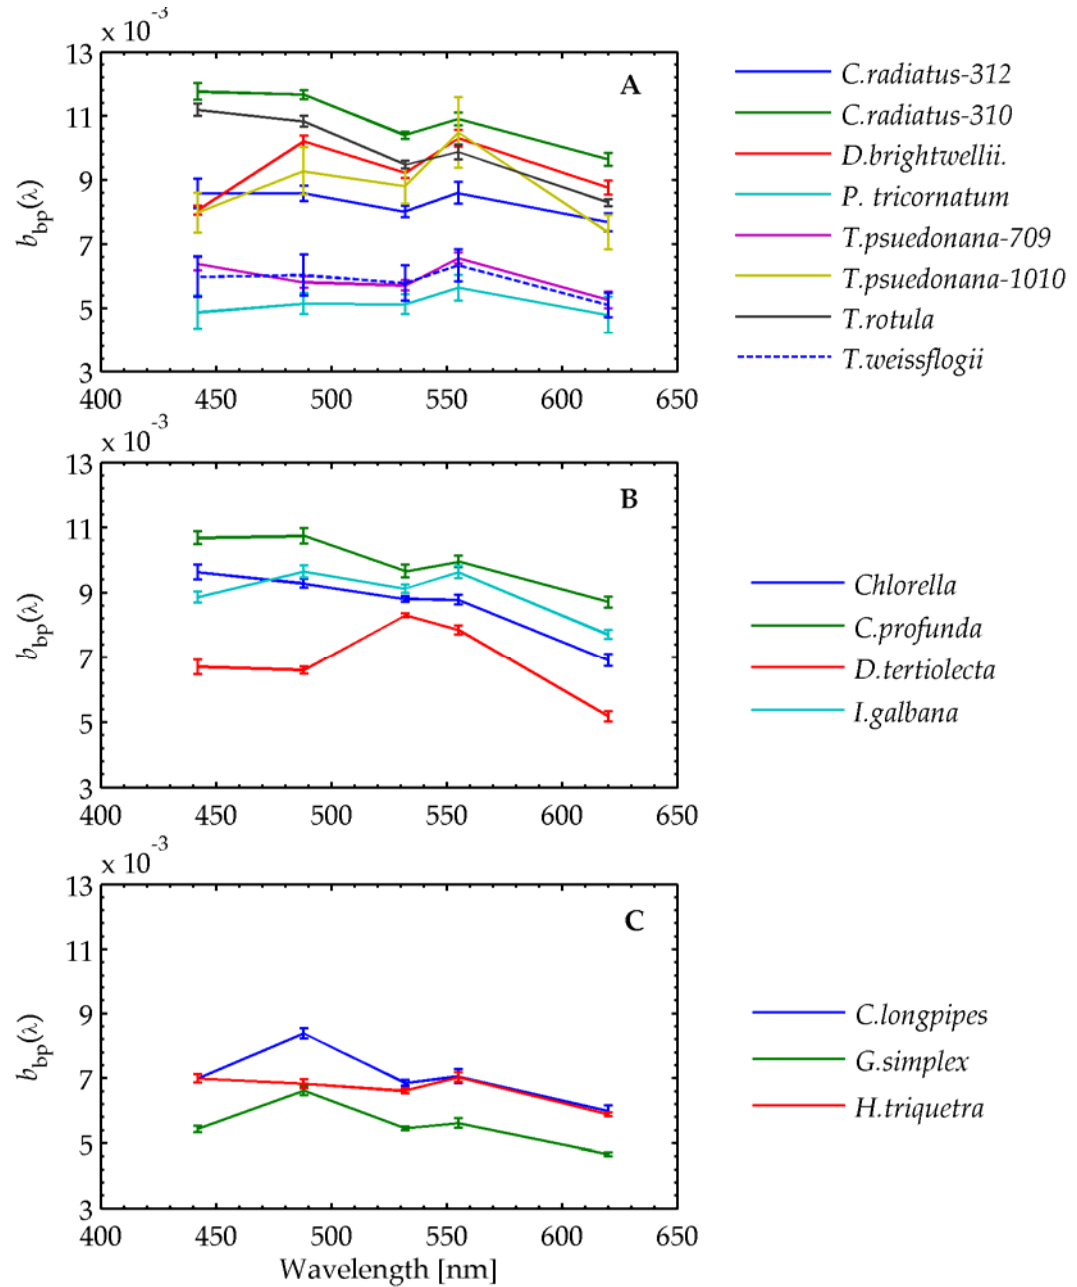 x 10⁻³
13
11
9
7
5
3
b_bp(λ)
A
400 450 500 550 600 650
C.radiatus-312
C.radiatus-310
D.brightwellii.
P. tricornatum
T.psuedonana-709
T.psuedonana-1010
T.rotula
T.weissflogii
x 10⁻³
13
11
9
7
5
3
b_bp(λ)
B
400 450 500 550 600 650
Chlorella
C.profunda
D.tertiolecta
I.galbana
x 10⁻³
13
11
9
7
5
3
b_bp(λ)
C
400 450 500 550 600 650
Wavelength [nm]
C.longpipes
G.simplex
H.triquetra